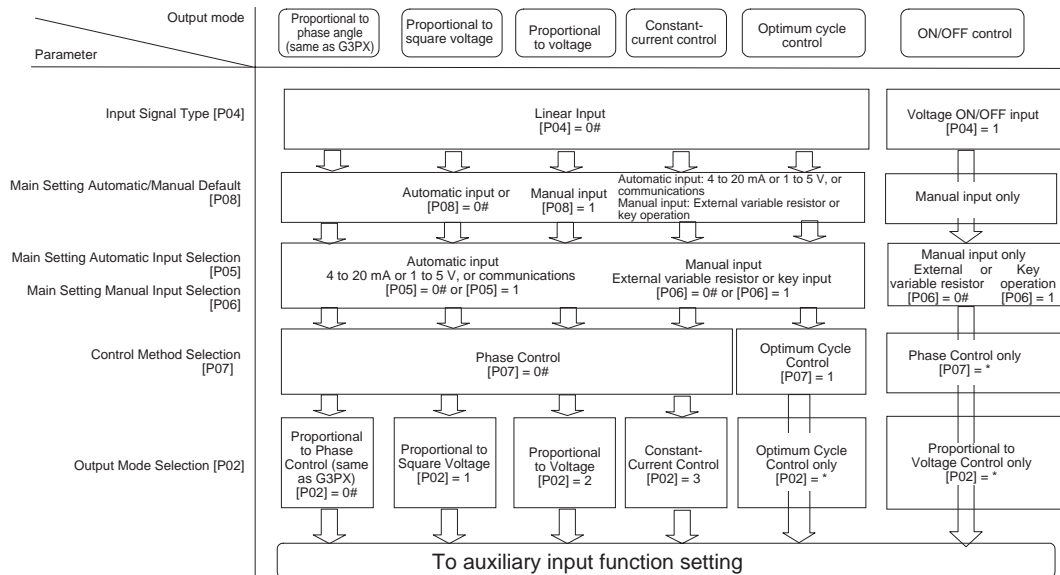 Output mode
Parameter
Proportional to
phase angle
(same as G3PX)
Proportional to
square voltage
Proportional
to voltage
Constant-
current control
Optimum cycle
control
ON/OFF control
Input Signal Type [P04]
Linear Input
[P04] = 0#
Voltage ON/OFF input
[P04] = 1
Main Setting Automatic/Manual Default
[P08]
Automatic input or
[P08] = 0#
Manual input
[P08] = 1
Automatic input: 4 to 20 mA or 1 to 5 V, or
communications
Manual input: External variable resistor or
key operation
Manual input only
Main Setting Automatic Input Selection
[P05]
Main Setting Manual Input Selection
[P06]
Automatic input
4 to 20 mA or 1 to 5 V, or communications
[P05] = 0# or [P05] = 1
Manual input
External variable resistor or key input
[P06] = 0# or [P06] = 1
Manual input only
External or Key
variable resistor operation
[P06] = 0# [P06] = 1
Control Method Selection
[P07]
Phase Control
[P07] = 0#
Optimum Cycle
Control
[P07] = 1
Phase Control only
[P07] = *
Output Mode Selection [P02]
Proportional
to Phase
Control (same
as G3PX)
[P02] = 0#
Proportional to
Square Voltage
[P02] = 1
Proportional
to Voltage
[P02] = 2
Constant-
Current Control
[P02] = 3
Optimum Cycle
Control only
[P02] = *
Proportional to
Voltage Control only
[P02] = *
To auxiliary input function setting